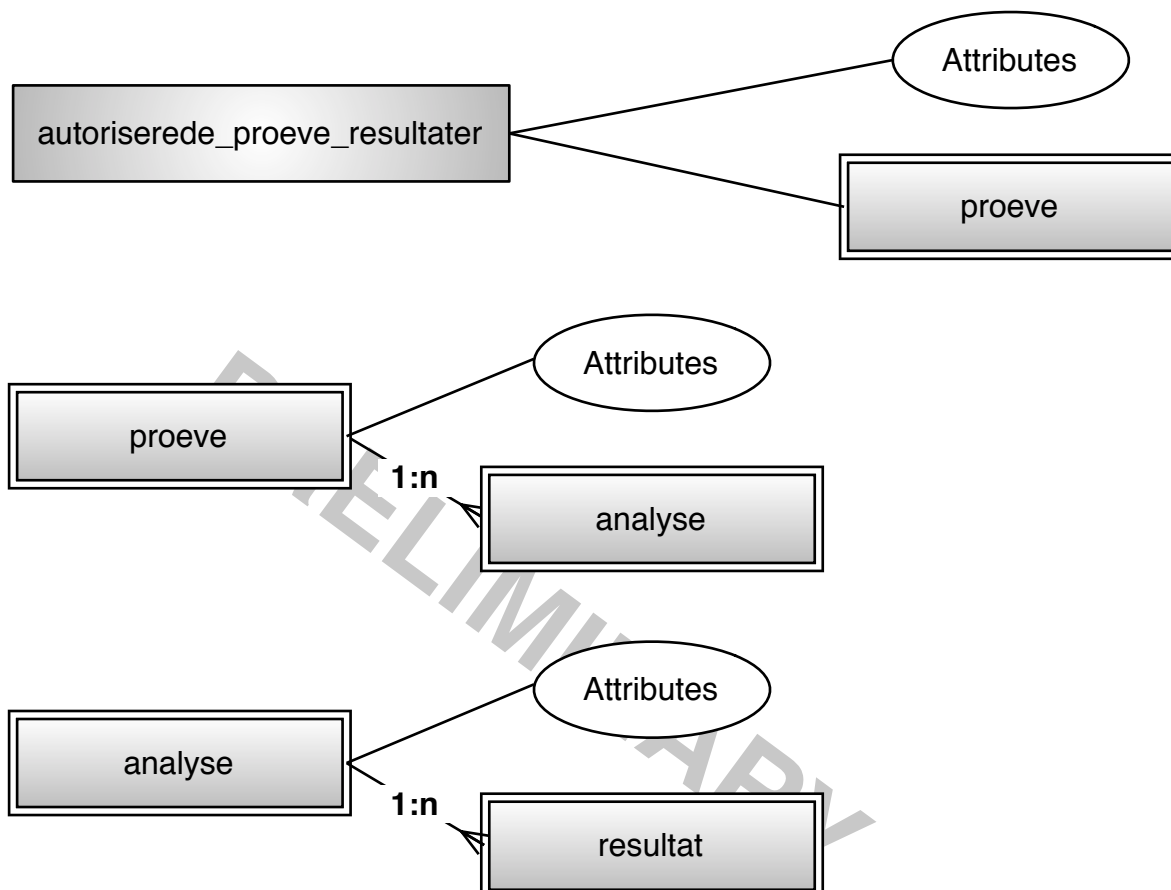 Attributes
autoriserede_proeve_resultater
proeve
Attributes
proeve
1:n
analyse
PRELIMINARY
Attributes
analyse
1:n
resultat